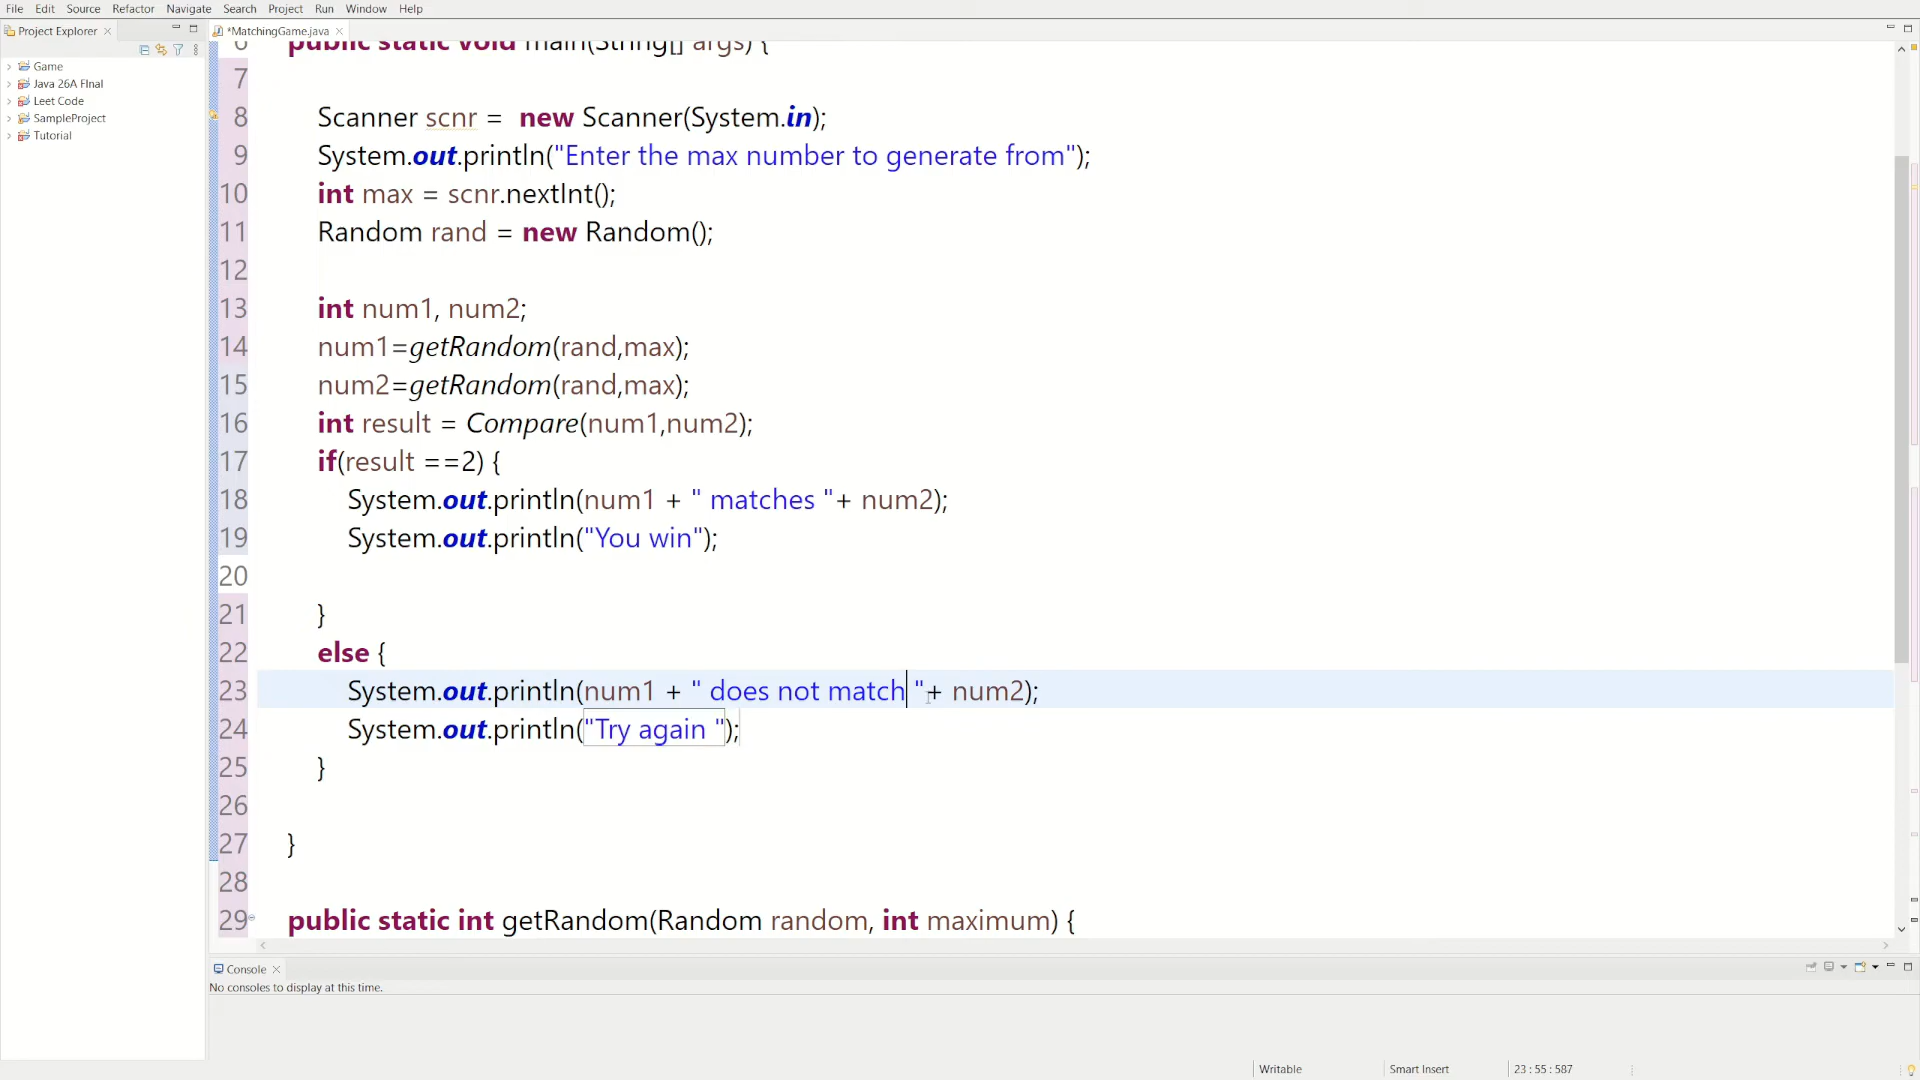 File Edit Source Refactor Navigate Search Project Run Window Help
Project Explorer
*MatchingGame.java
Game
Java 26A FInal
Leet Code
SampleProject
Tutorial
6 public static void main(String[] args) {
7
8 Scanner scnr =  new Scanner(System.in);
9 System.out.println("Enter the max number to generate from");
10 int max = scnr.nextInt();
11 Random rand = new Random();
12
13 int num1, num2;
14 num1=getRandom(rand,max);
15 num2=getRandom(rand,max);
16 int result = Compare(num1,num2);
17 if(result ==2) {
18 System.out.println(num1 + " matches "+ num2);
19 System.out.println("You win");
20
21 }
22 else {
23 System.out.println(num1 + " does not match "+ num2);
24 System.out.println("Try again ");
25 }
26
27 }
28
29 public static int getRandom(Random random, int maximum) {
Console
No consoles to display at this time.
Writable Smart Insert 23 : 55 : 587